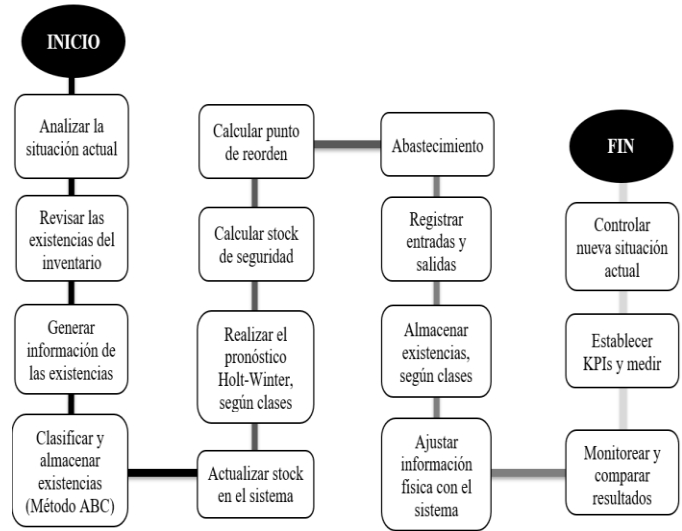 INICIO
Analizar la
situación actual
Revisar las
existencias del
inventario
Generar
información de
las existencias
Clasificar y
almacenar
existencias
(Método ABC)
Actualizar stock
en el sistema
Realizar el
pronóstico
Holt-Winter,
según clases
Calcular stock
de seguridad
Calcular punto
de reorden
Abastecimiento
Registrar
entradas y
salidas
Almacenar
existencias,
según clases
Ajustar
información
física con el
sistema
Monitorear y
comparar
resultados
Establecer
KPIs y medir
Controlar
nueva situación
actual
FIN